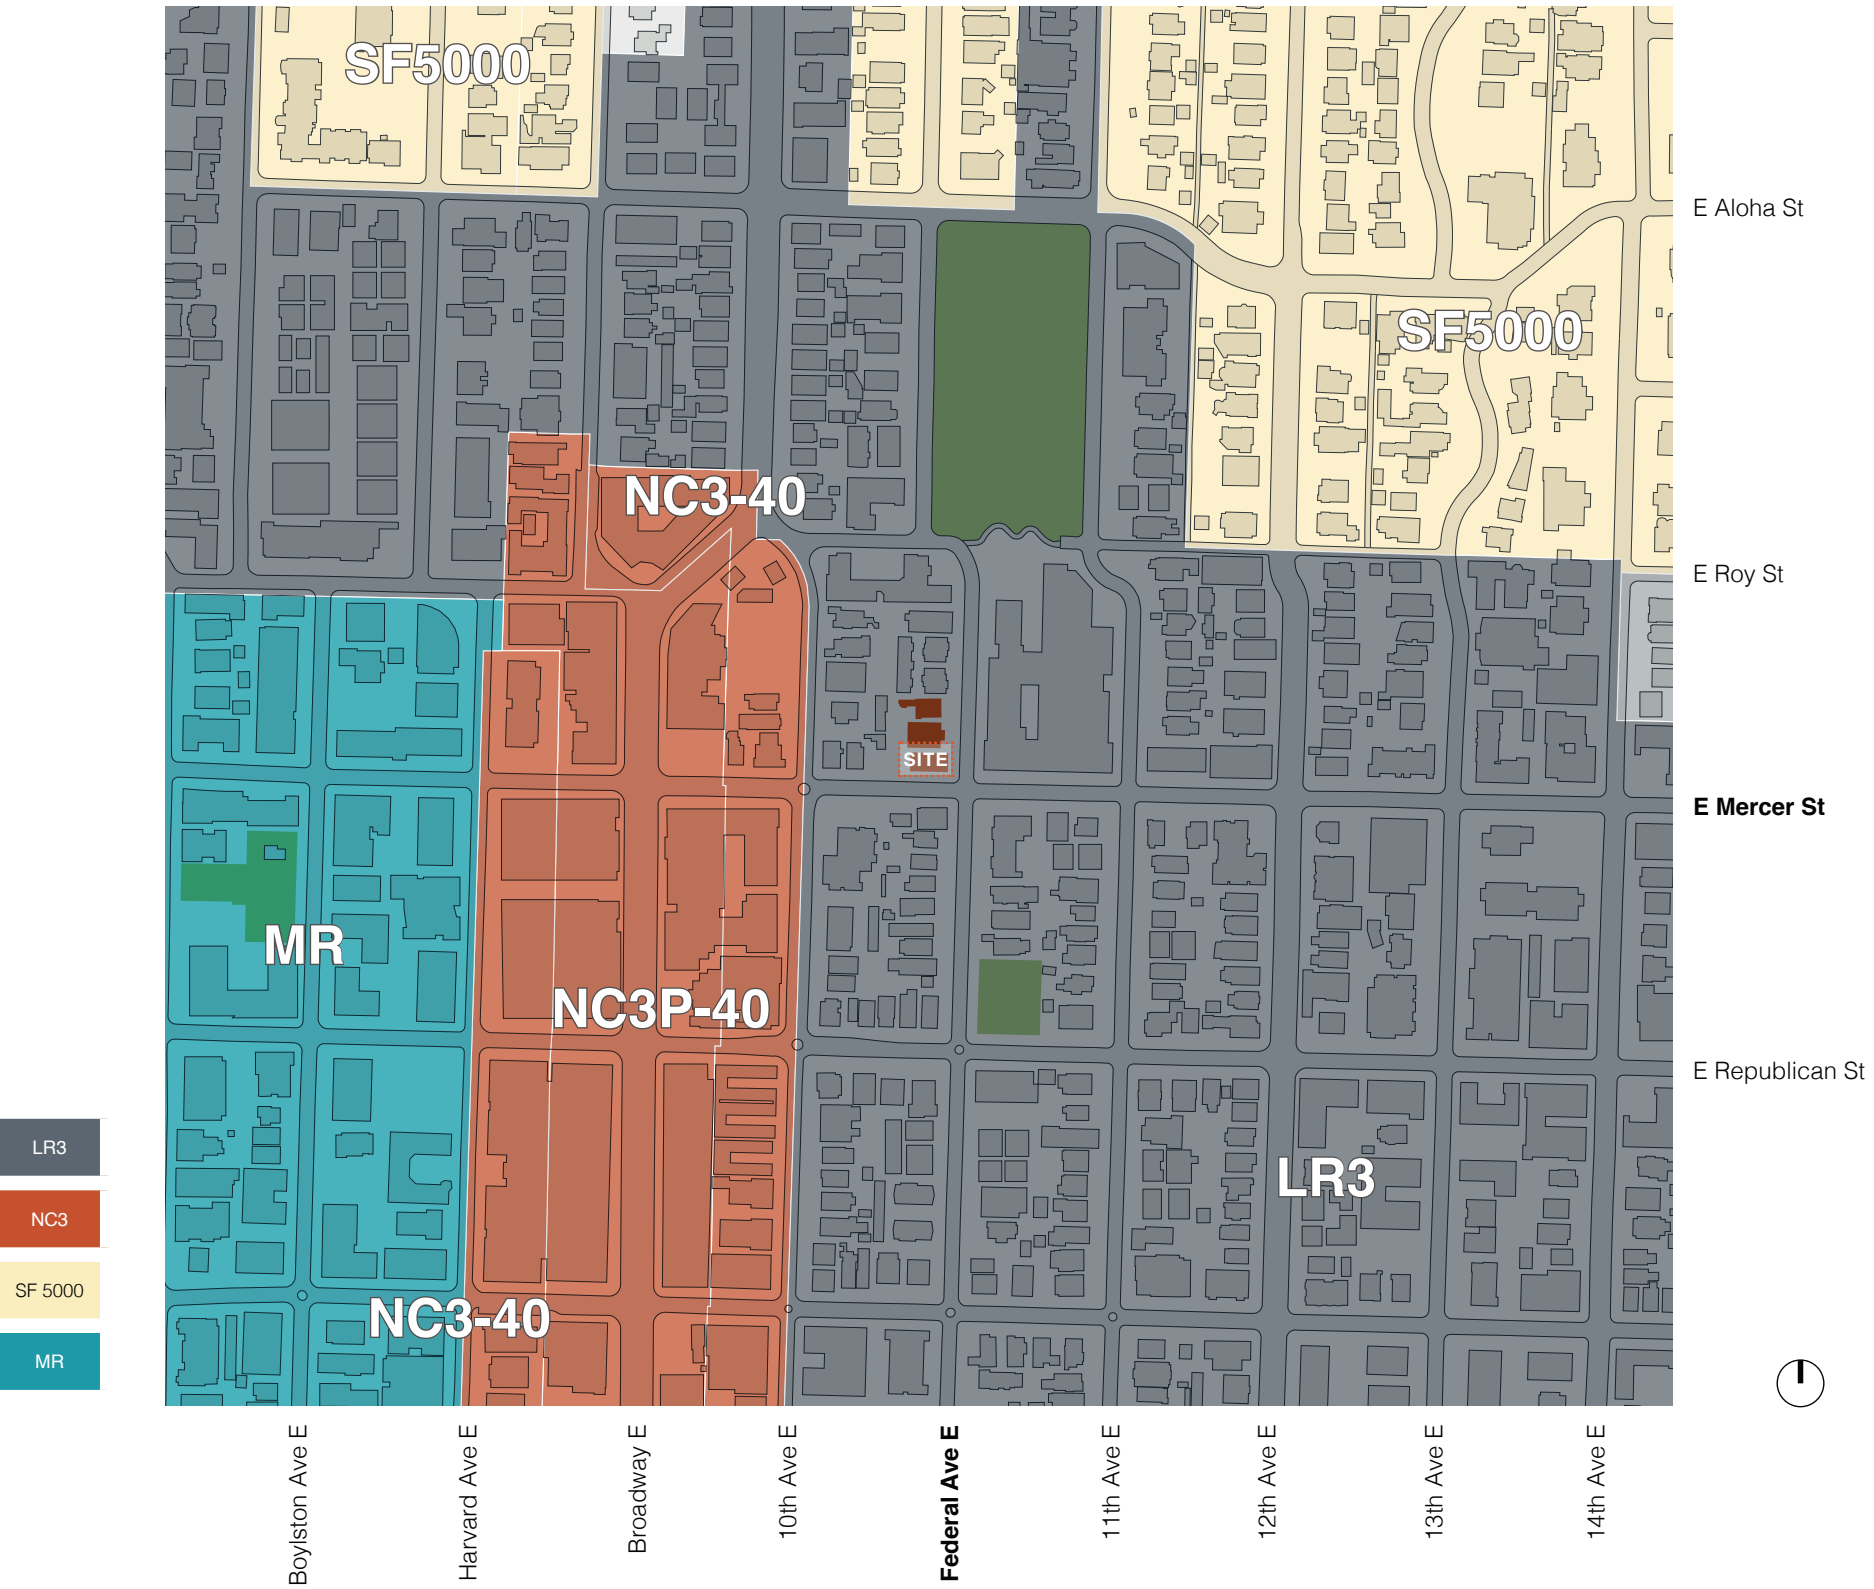 SF5000
E Aloha St
SF5000
NC3-40
E Roy St
SITE
E Mercer St
MR
NC3P-40
E Republican St
LR3
LR3
NC3
SF 5000
NC3-40
MR
Boylston Ave E
Harvard Ave E
Broadway E
10th Ave E
Federal Ave E
11th Ave E
12th Ave E
13th Ave E
14th Ave E